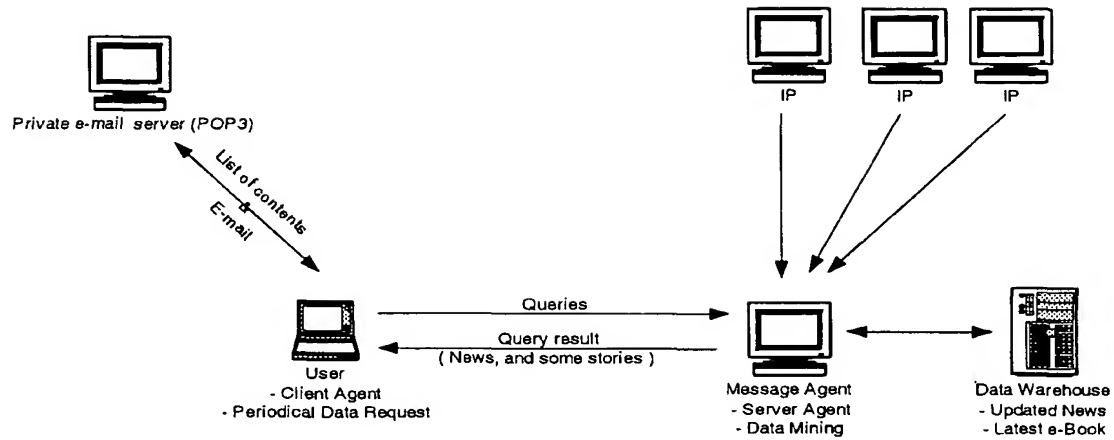 IP
IP
IP
Private e-mail server (POP3)
List of contents
&
E-mail
Queries
Query result
( News, and some stories )
User
- Client Agent
- Periodical Data Request
Message Agent
- Server Agent
- Data Mining
Data Warehouse
- Updated News
- Latest e-Book